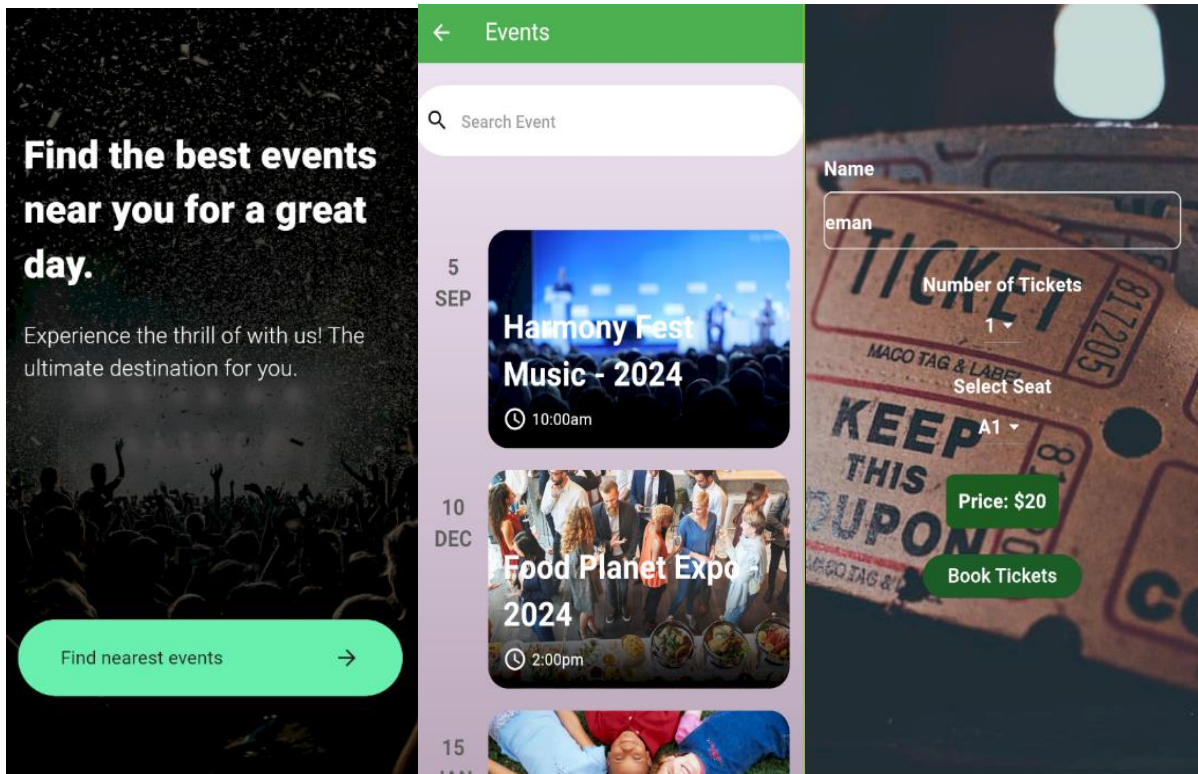 Find the best events
near you for a great
day.
Experience the thrill of with us! The
ultimate destination for you.
Find nearest events
Events
Search Event
5
SEP
Harmony Fest
Music - 2024
10:00am
10
DEC
Food Planet Expo -
2024
2:00pm
15
JAN
Name
eman
TICKET
817205
Number of Tickets
1
MACO TAG & LABEL
Select Seat
A1
KEEP
THIS
Price: $20
Book Tickets